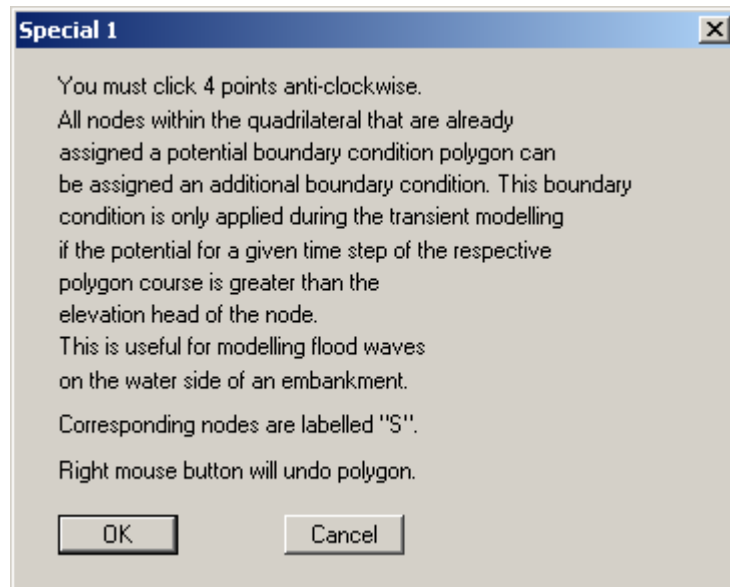 Special 1
You must click 4 points anti-clockwise.
All nodes within the quadrilateral that are already
assigned a potential boundary condition polygon can
be assigned an additional boundary condition. This boundary
condition is only applied during the transient modelling
if the potential for a given time step of the respective
polygon course is greater than the
elevation head of the node.
This is useful for modelling flood waves
on the water side of an embankment.
Corresponding nodes are labelled "S".
Right mouse button will undo polygon.
OK Cancel